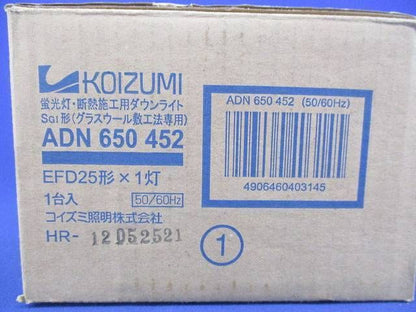 KOIZUMI
蛍光灯・断熱施工用ダウンライト
SGI形(グラスウール敷工法専用)
ADN 650 452
EFD25形×1灯
1台入 50/60Hz
コイズミ照明株式会社
HR- 12052521
ADN 650 452 (50/60Hz)
4906460403145
1